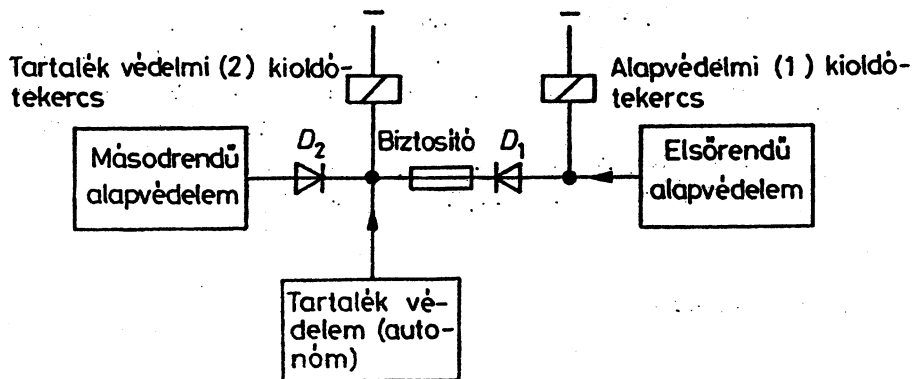 Tartalék védelmi (2) kioldó-
tekercs
Alapvédelmi (1) kioldó-
tekercs
Másodrendű
alapvédelem
D2
Biztositó
D1
Elsőrendű
alapvédelem
Tartalék vé-
delem (auto-
nóm)